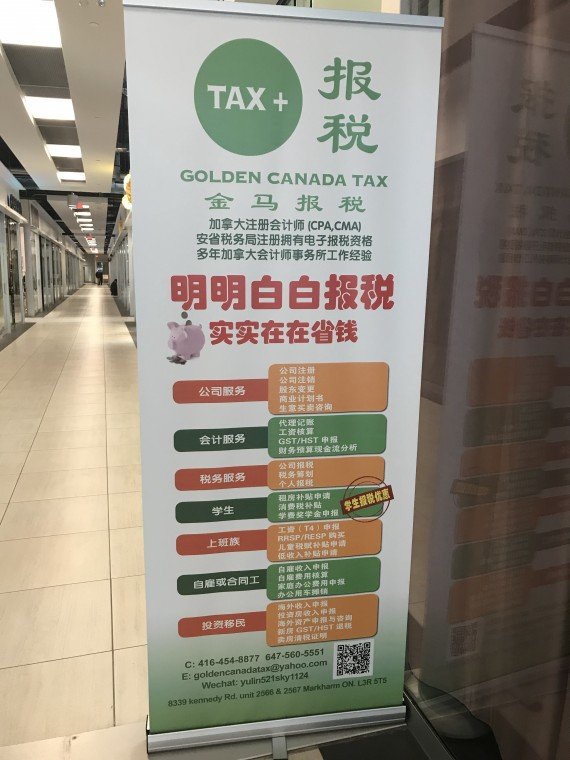 TAX +
报
税
GOLDEN CANADA TAX
金马报税
加拿大注册会计师 (CPA,CMA)
安省税务局注册拥有电子报税资格
多年加拿大会计师事务所工作经验
明明白白报税
实实在在省钱
公司服务
公司注册
公司注销
股东变更
商业计划书
生意买卖咨询
会计服务
代理记账
工资核算
GST/HST 申报
财务预算现金流分析
税务服务
公司报税
税务筹划
个人报税
学生
租房补贴申请
消费税补贴
学费奖学金申报
学生报税优惠
上班族
工资（T4）申报
RRSP/RESP 购买
儿童税赋补贴申请
低收入补贴申请
自雇或合同工
自雇收入申报
自雇费用核算
家庭办公费用申报
办公用车摊销
投资移民
海外收入申报
投资房收入申报
海外资产申报与咨询
新房 GST/HST 退税
卖房清税证明
C: 416-454-8877 647-560-5551
E: goldencanadatax@yahoo.com
Wechat: yulin521sky1124
8339 kennedy Rd. unit 2566 & 2567 Markharm ON. L3R 5T5